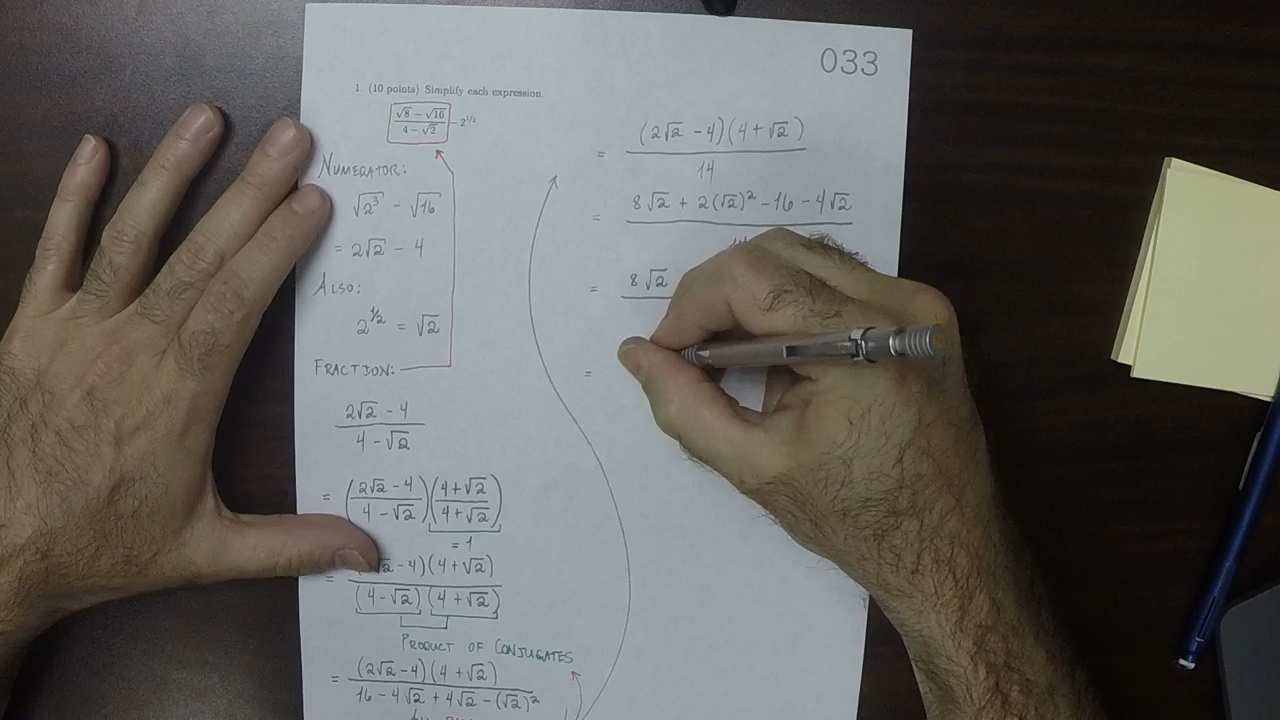 033
1. (10 points) Simplify each expression.
(√8 − √16)/(4 − √2) − 2^{1/2}
NUMERATOR:
√2³ − √16
= 2√2 − 4
ALSO:
2^{1/2} = √2
FRACTION:
(2√2 − 4)/(4 − √2)
= ((2√2 − 4)/(4 − √2))((4 + √2)/(4 + √2))
= 1
= √2 − 4)(4 + √2)/(4 − √2)(4 + √2)
PRODUCT OF CONJUGATES
= (2√2 − 4)(4 + √2)/(16 − 4√2 + 4√2 − (√2)²)
= (2√2 − 4)(4 + √2)/14
= (8√2 + 2(√2)² − 16 − 4√2)/
= 8√2
=